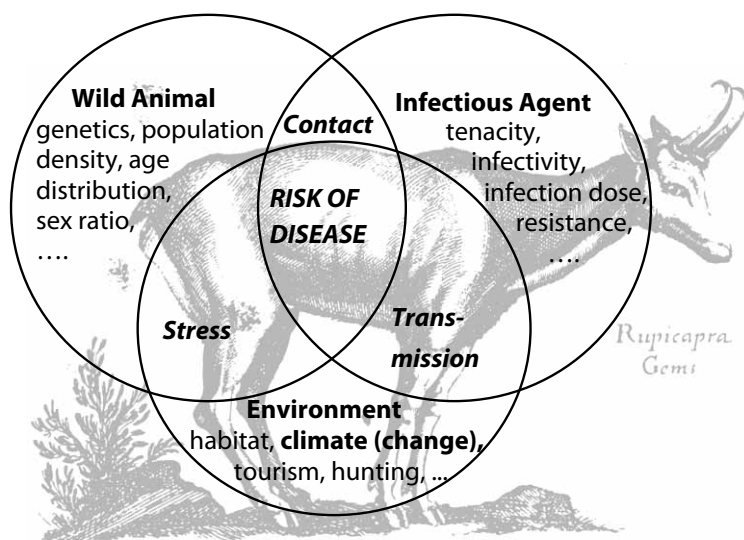 Wild Animal
genetics, population
density, age
distribution,
sex ratio,
....
Contact
Infectious Agent
tenacity,
infectivity,
infection dose,
resistance,
....
RISK OF
DISEASE
Stress
Trans-
mission
Rupicapra
Gems
Environment
habitat, climate (change),
tourism, hunting, ...